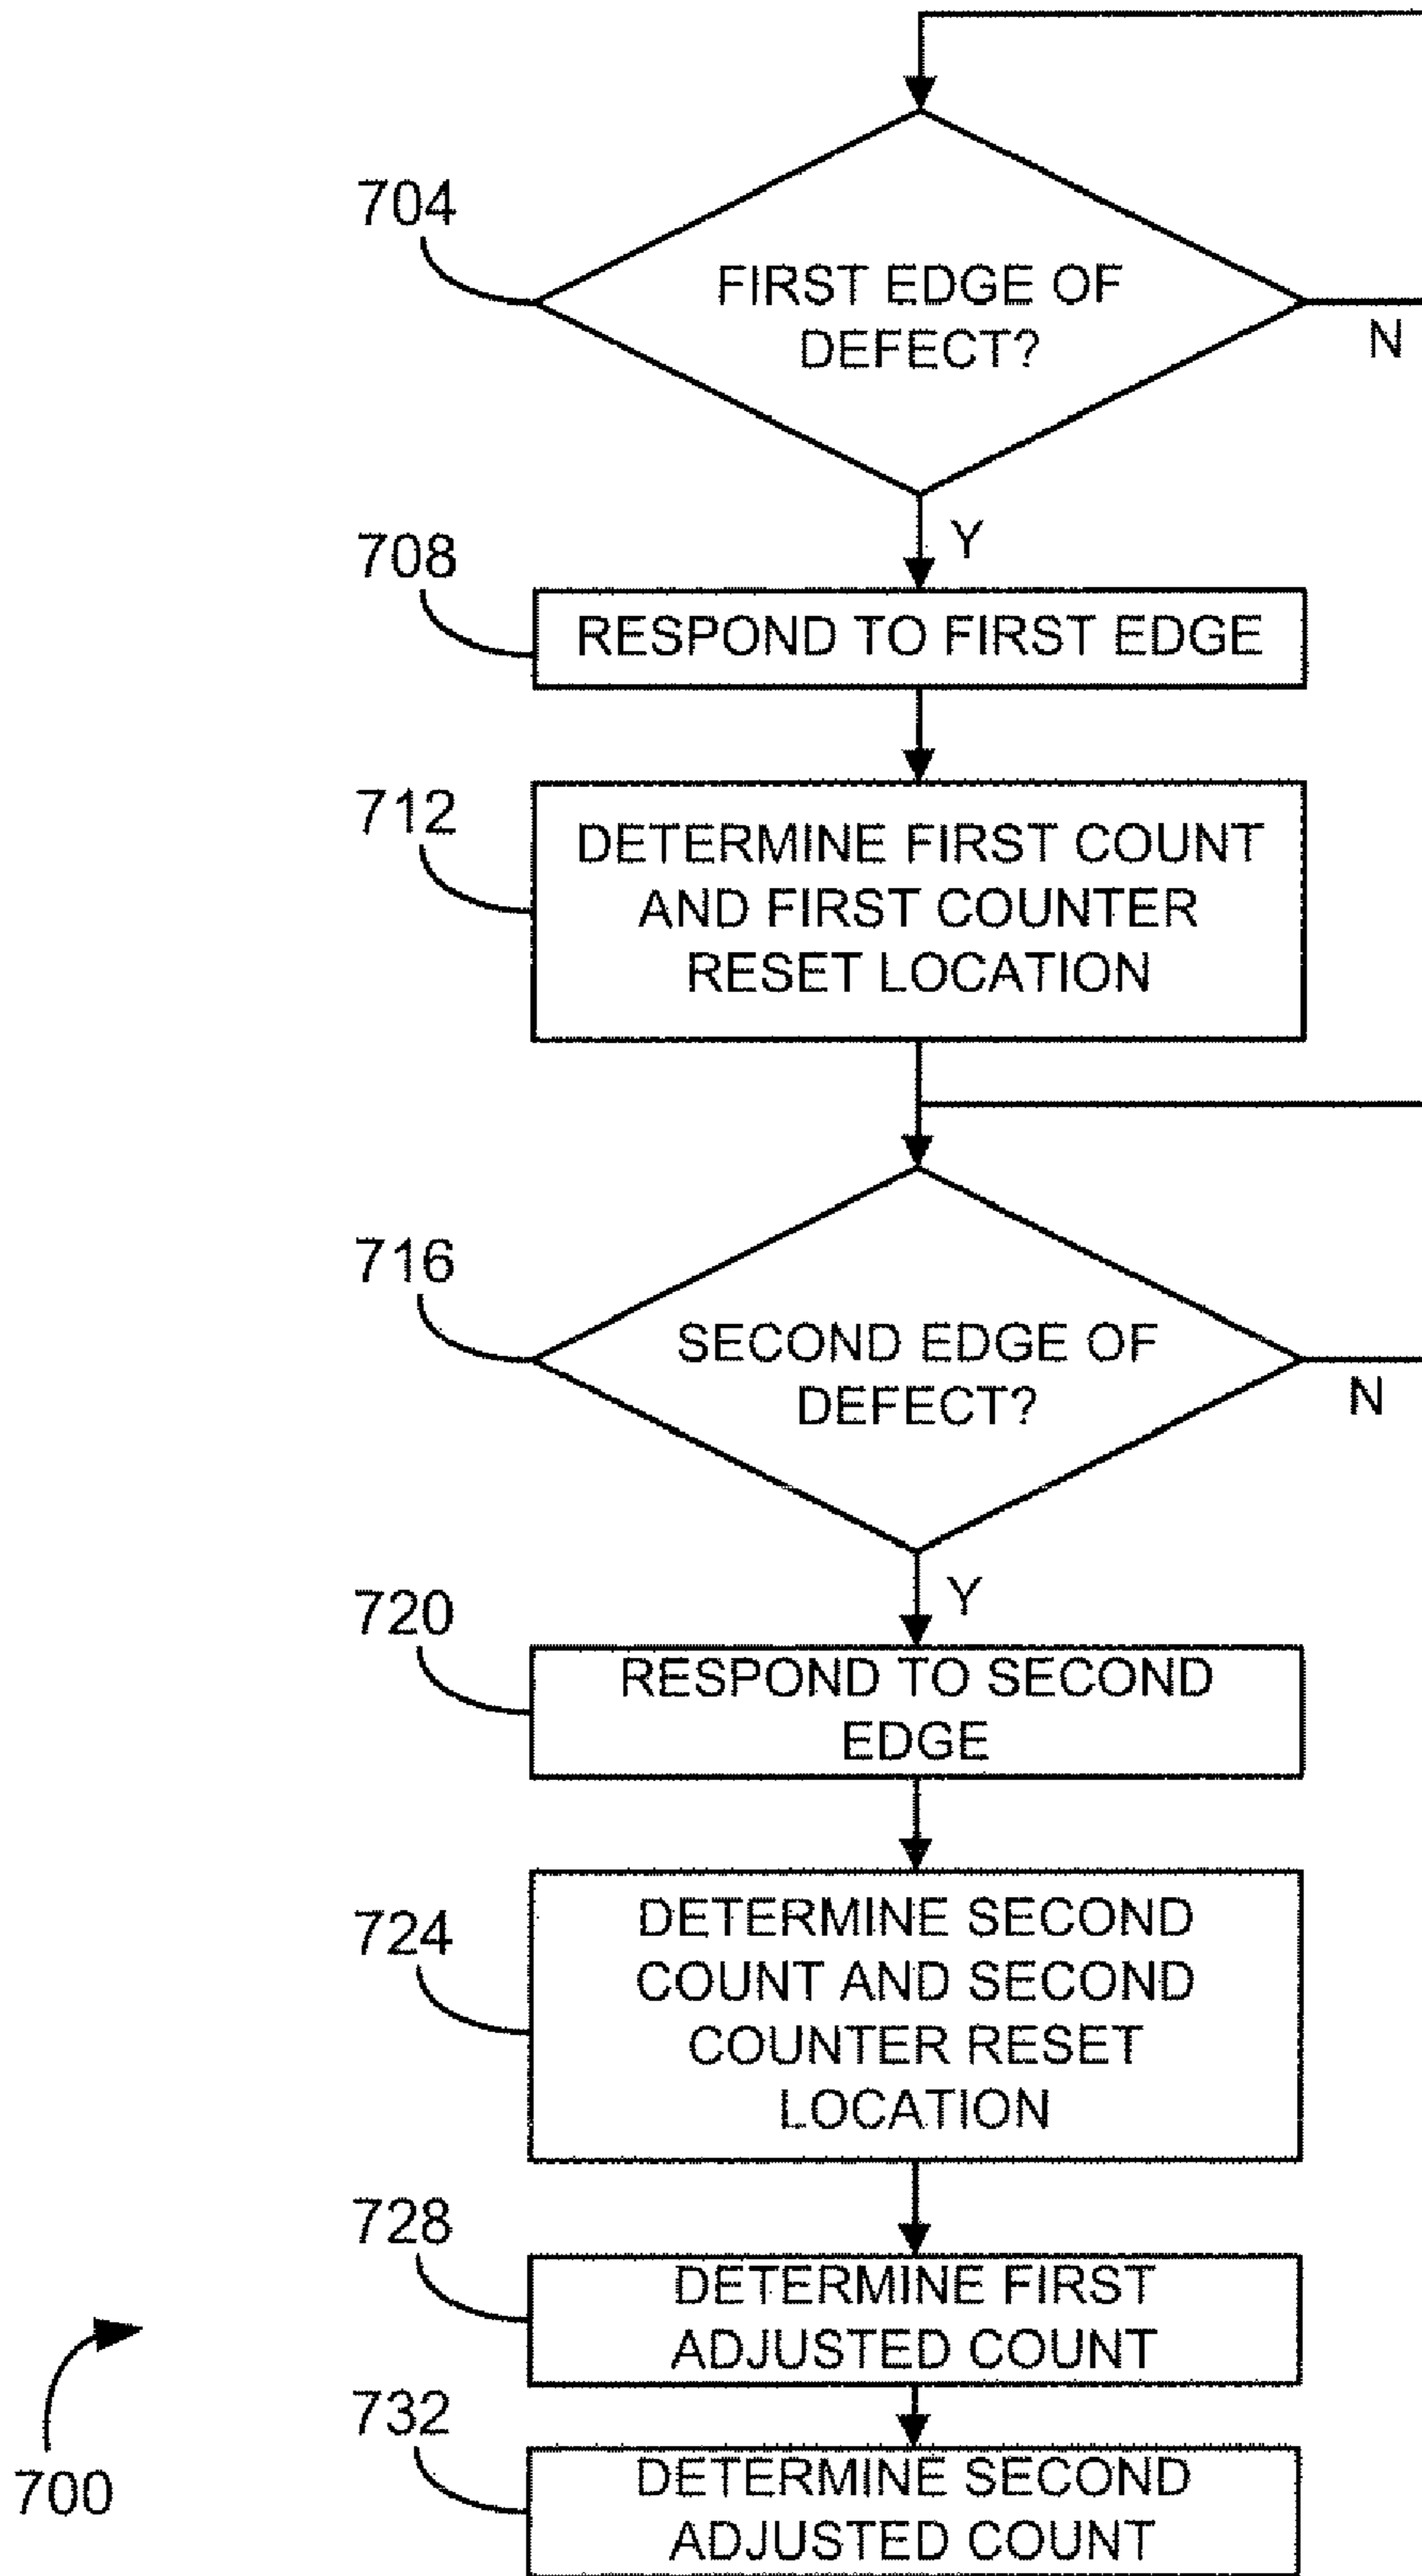 704
FIRST EDGE OF
DEFECT?
N
Y
708
RESPOND TO FIRST EDGE
712
DETERMINE FIRST COUNT
AND FIRST COUNTER
RESET LOCATION
716
SECOND EDGE OF
DEFECT?
N
Y
720
RESPOND TO SECOND
EDGE
724
DETERMINE SECOND
COUNT AND SECOND
COUNTER RESET
LOCATION
728
DETERMINE FIRST
ADJUSTED COUNT
732
DETERMINE SECOND
ADJUSTED COUNT
700